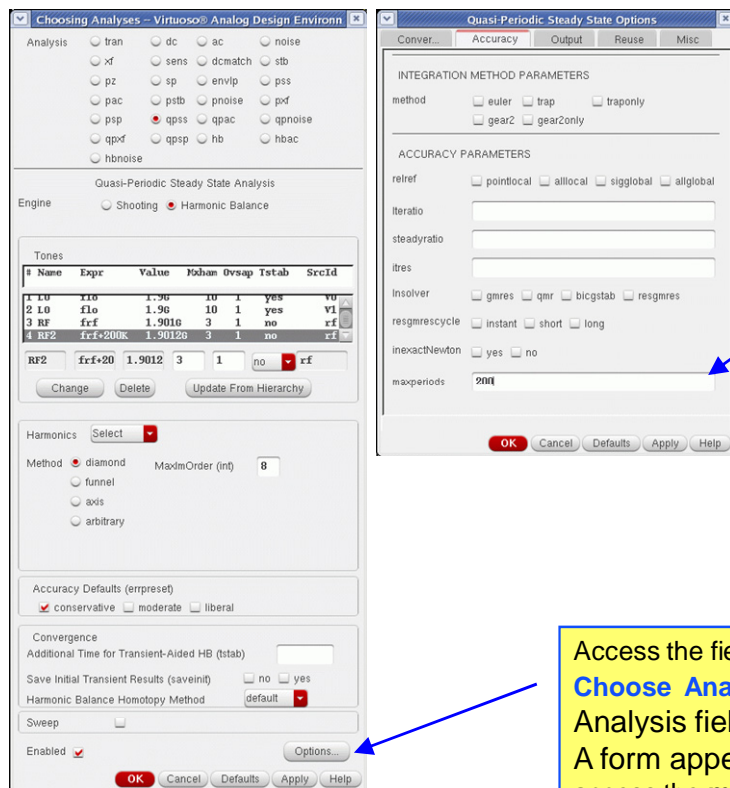 Choosing Analyses -- Virtuoso® Analog Design Environn
Analysis tran dc ac noise
xf sens dcmatch stb
pz sp envlp pss
pac pstb pnoise pxf
psp qpss qpac qpnoise
qpxf qpsp hb hbac
hbnoise
Quasi-Periodic Steady State Analysis
Engine Shooting Harmonic Balance
Tones
# Name Expr Value Mxham Ovsap Tstab SrcId
1 LO flo 1.9G 10 1 yes V0
2 LO flo 1.9G 10 1 yes V1
3 RF frf 1.901G 3 1 no rf
4 RF2 frf+200K 1.9012G 3 1 no rf
RF2 frf+20 1.9012 3 1 no rf
Change Delete Update From Hierarchy
Harmonics Select
Method diamond MaxImOrder (int) 8
funnel
axis
arbitrary
Accuracy Defaults (errpreset)
conservative moderate liberal
Convergence
Additional Time for Transient-Aided HB (tstab)
Save Initial Transient Results (saveinit) no yes
Harmonic Balance Homotopy Method default
Sweep
Enabled Options...
OK Cancel Defaults Apply Help
Quasi-Periodic Steady State Options
Conver... Accuracy Output Reuse Misc
INTEGRATION METHOD PARAMETERS
method euler trap traponly
gear2 gear2only
ACCURACY PARAMETERS
relref pointlocal alllocal sigglobal allglobal
lteratio
steadyratio
itres
lnsolver gmres qmr bicgstab resgmres
resgmrescycle instant short long
inexactNewton yes no
maxperiods 200
OK Cancel Defaults Apply Help
Access the fie
Choose Ana
Analysis fiel
A form appe